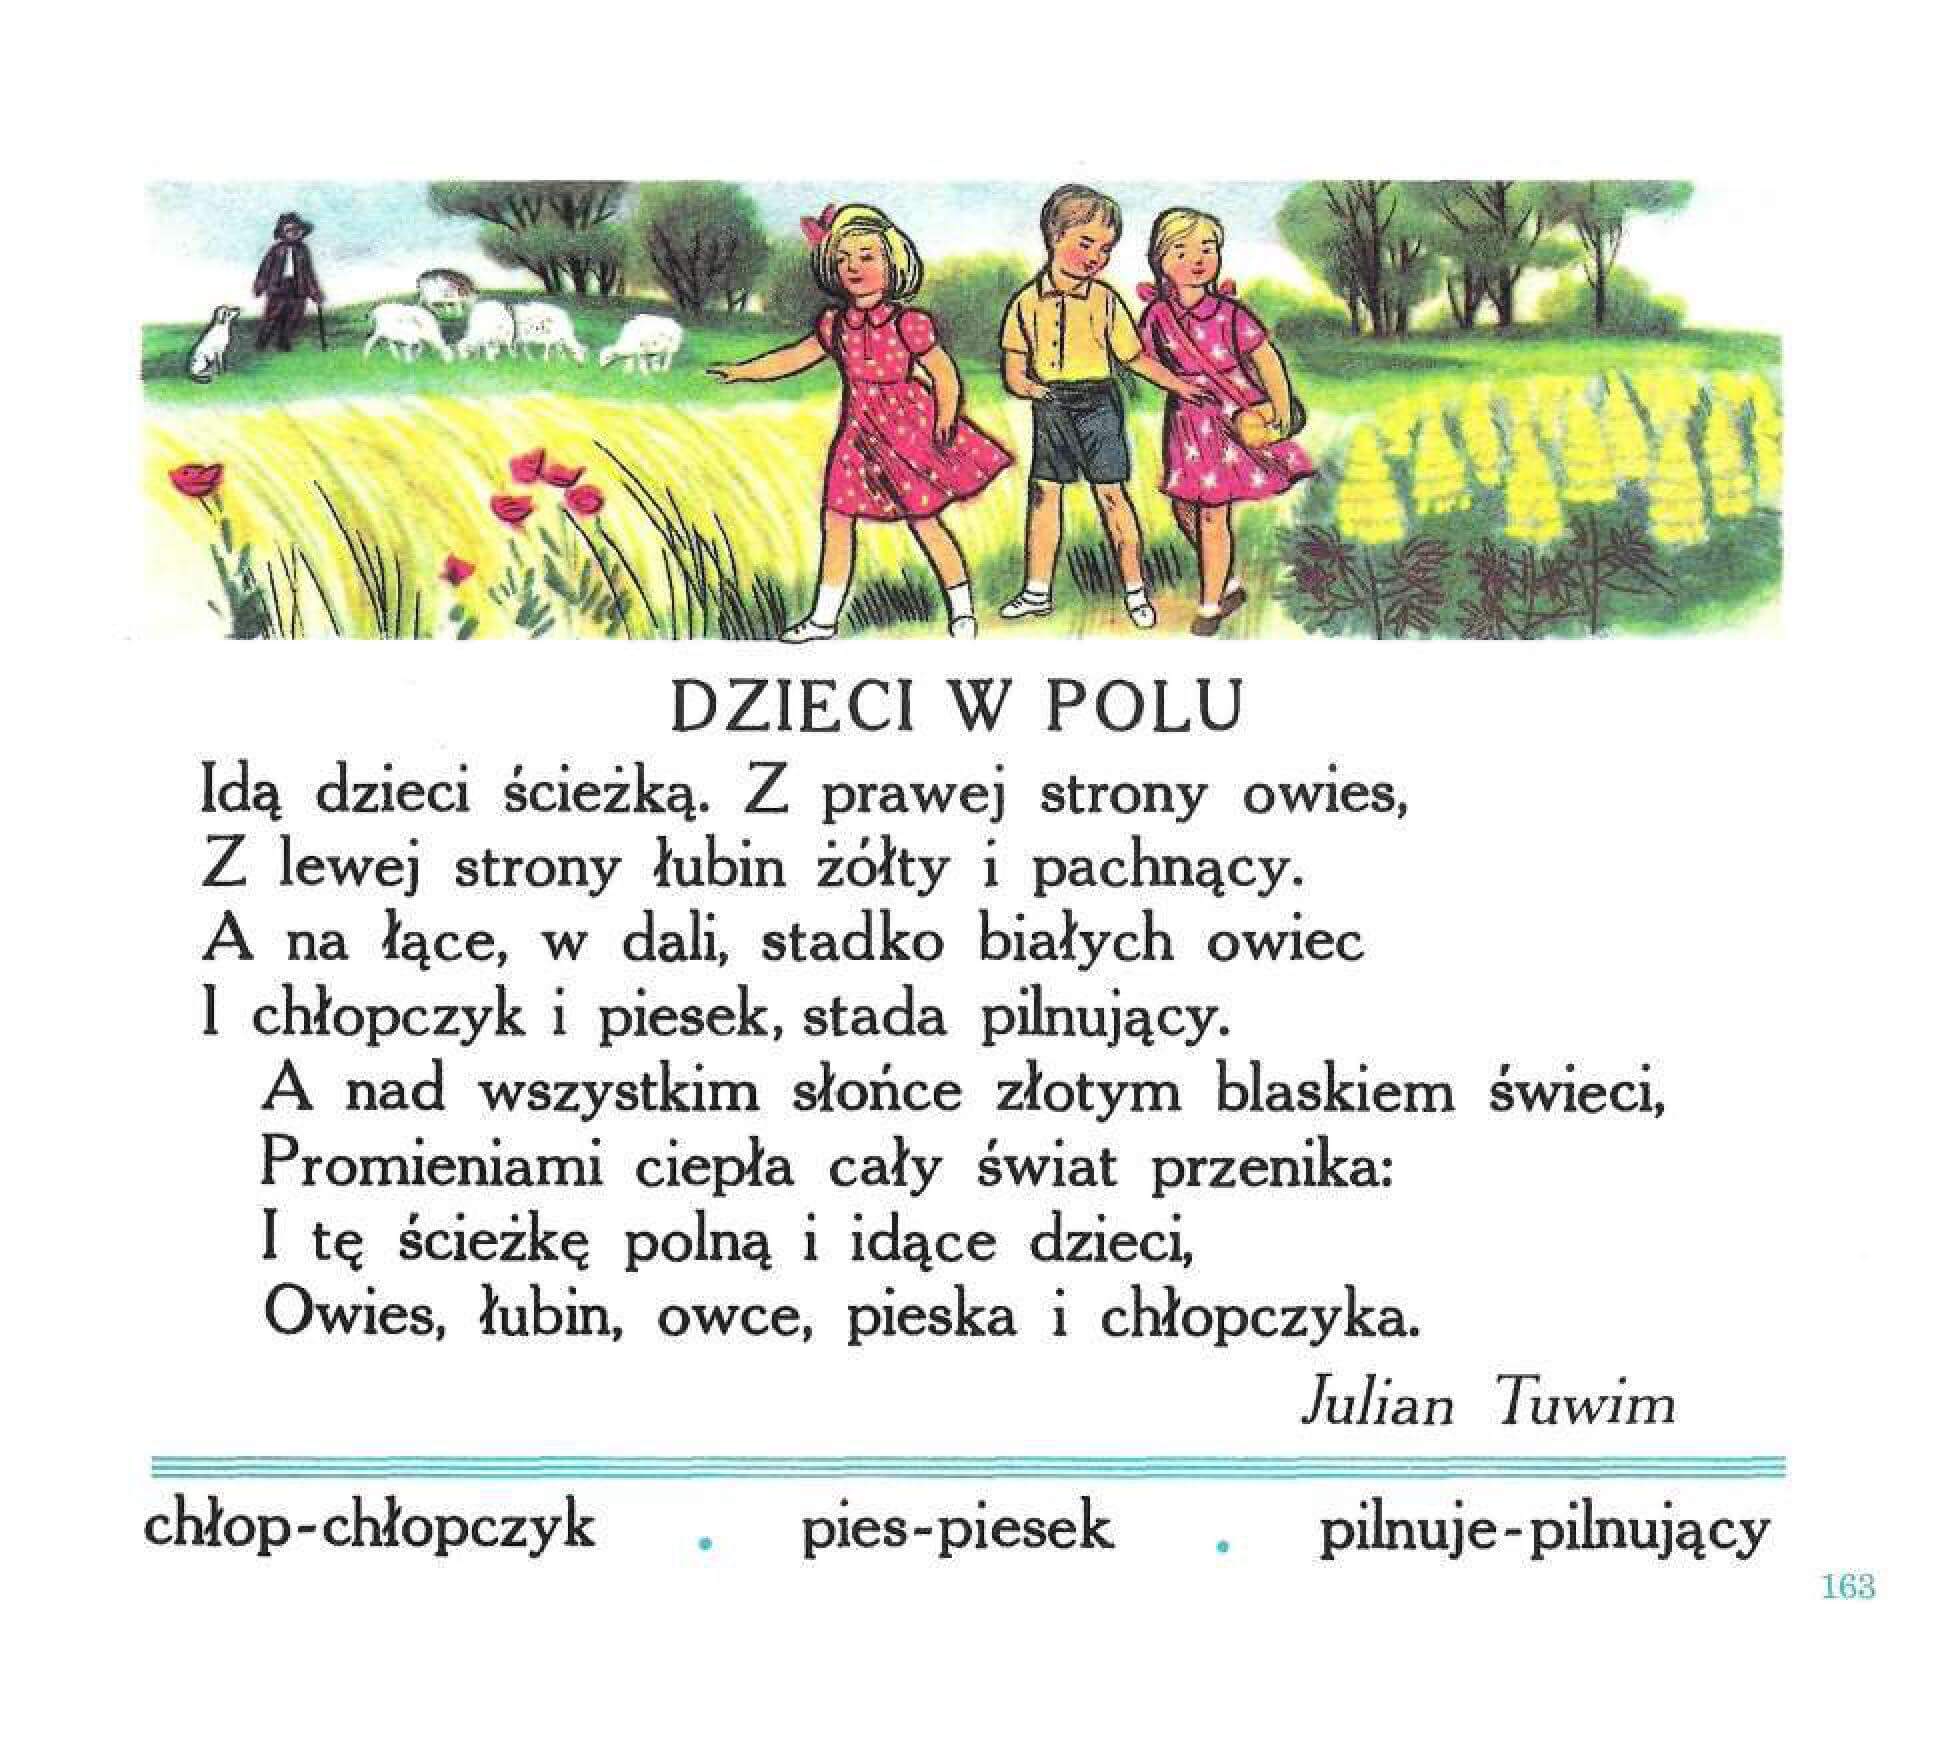 DZIECI W POLU
Idą dzieci ścieżką. Z prawej strony owies,
Z lewej strony łubin żółty i pachnący.
A na łące, w dali, stadko białych owiec
I chłopczyk i piesek, stada pilnujący.
A nad wszystkim słońce złotym blaskiem świeci,
Promieniami ciepła cały świat przenika:
I tę ścieżkę polną i idące dzieci,
Owies, łubin, owce, pieska i chłopczyka.
Julian Tuwim
chłop-chłopczyk . pies-piesek . pilnuje-pilnujący
163